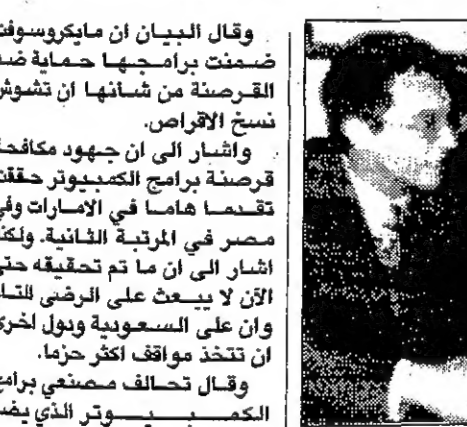 وقال البيان ان مايكروسوفت
ضمنت برامجها حماية ضد
القرصنة من شانها ان تشوش
نسخ الاقراص.
واشار الى ان جهود مكافحة
قرصنة برامج الكمبيوتر حققت
تقدما هاما في الامارات وفي
مصر في المرتبة الثانية. ولكنه
اشار الى ان ما تم تحقيقه حتى
الآن لا يبعث على الرضى التام
وان على السعودية ودول اخرى
ان تتخذ مواقف اكثر حزما.
وقال تحالف مصنعي برامج
الكمبيوتر الذي يضم